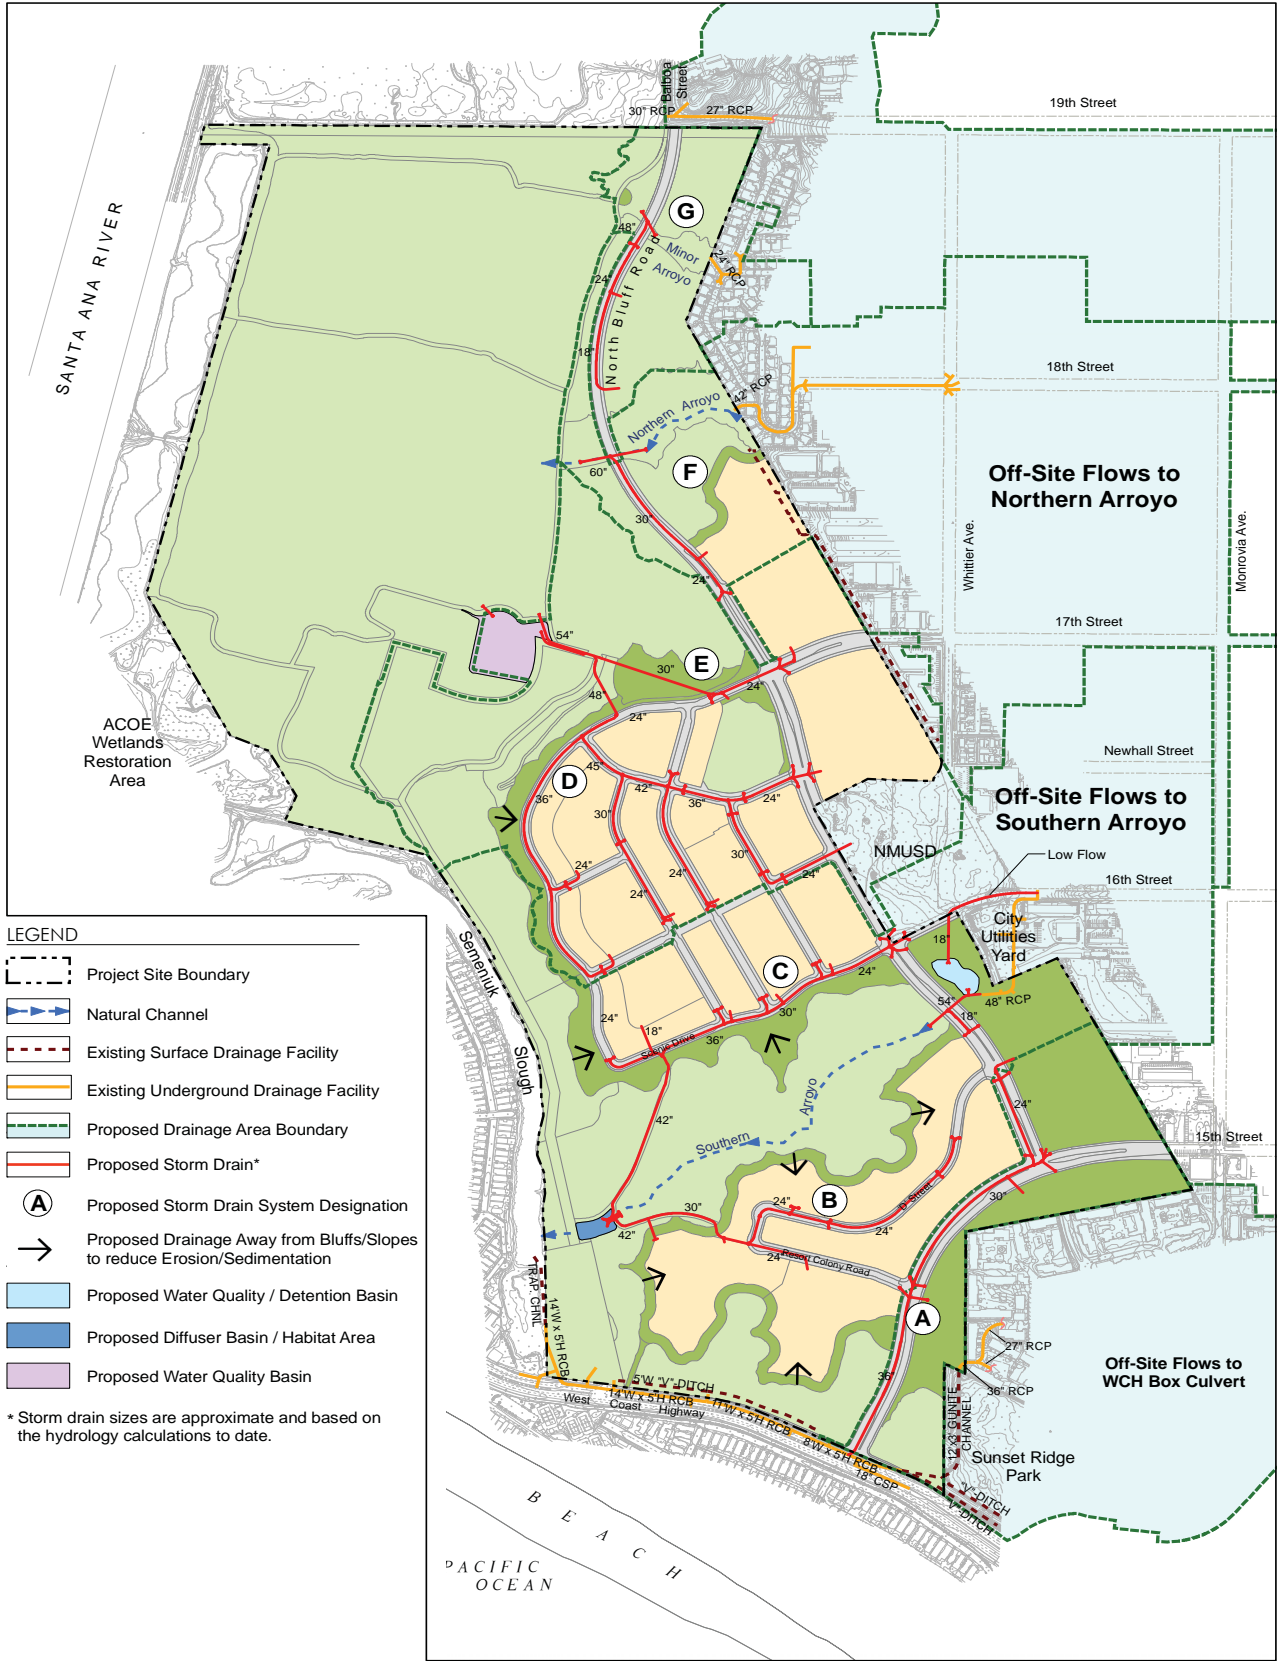 Balboa
Street
30" RCP
27" RCP
19th Street
SANTA ANA RIVER
G
48"
Minor
Arroyo
24" RCP
24"
North Bluff Road
18"
18th Street
42" RCP
Northern Arroyo
F
60"
Off-Site Flows to
Northern Arroyo
30"
Whittier Ave.
Monrovia Ave.
24"
17th Street
54"
E
30"
24"
48"
24"
ACOE
Wetlands
Restoration
Area
Newhall Street
45"
D
42"
36"
36"
24"
30"
Off-Site Flows to
Southern Arroyo
NMUSD
Low Flow
30"
24"
24"
24"
24"
16th Street
City
Utilities
Yard
18"
C
24"
54"
48" RCP
18"
30"
24"
18"
Scenic Drive
36"
Semeniuk
Slough
LEGEND
Project Site Boundary
Natural Channel
Existing Surface Drainage Facility
Existing Underground Drainage Facility
Proposed Drainage Area Boundary
Proposed Storm Drain*
A
Proposed Storm Drain System Designation
Proposed Drainage Away from Bluffs/Slopes
to reduce Erosion/Sedimentation
Proposed Water Quality / Detention Basin
Proposed Diffuser Basin / Habitat Area
Proposed Water Quality Basin
* Storm drain sizes are approximate and based on
the hydrology calculations to date.
42"
Arroyo
Southern
24"
15th Street
B
24"
24"
"D" Street
30"
30"
42"
24"
Resort Colony Road
A
TRAP. CHNL
14'W x 5'H RCB
27" RCP
36" RCP
Off-Site Flows to
WCH Box Culvert
36"
5'W "V"-DITCH
14'W x 5'H RCB
11'W x 5'H RCB
West Coast Highway
8'W x 5'H RCB
18" CSP
12'x3' GUNITE
CHANNEL
Sunset Ridge
Park
"V"-DITCH
"V"-DITCH
BEACH
PACIFIC
OCEAN